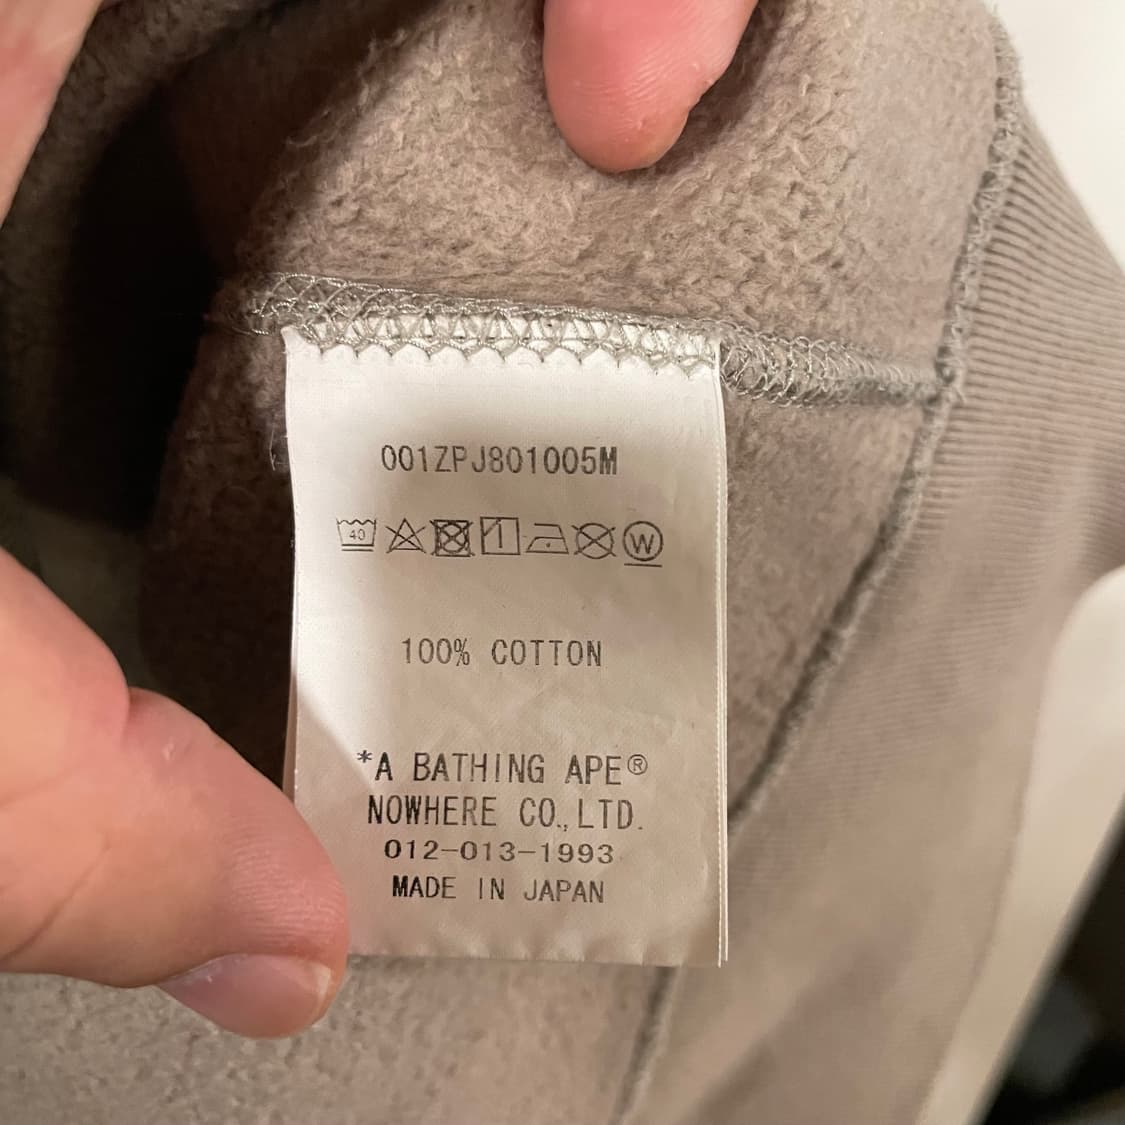 001ZPJ801005M
40 W
100% COTTON
*A BATHING APE®
NOWHERE CO.,LTD.
012-013-1993
MADE IN JAPAN